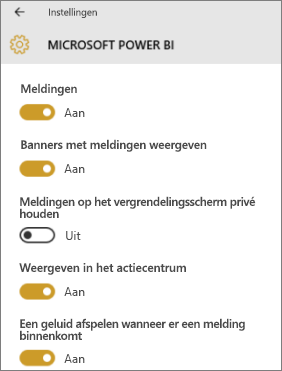 Instellingen
MICROSOFT POWER BI
Meldingen
Aan
Banners met meldingen weergeven
Aan
Meldingen op het vergrendelingsscherm privé
houden
Uit
Weergeven in het actiecentrum
Aan
Een geluid afspelen wanneer er een melding
binnenkomt
Aan